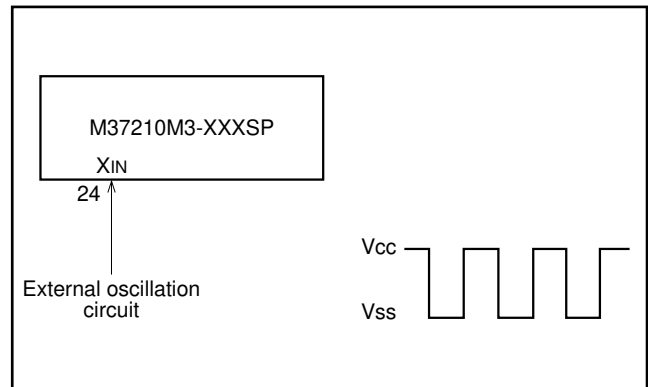 M37210M3-XXXSP
XIN
24
External oscillation
circuit
Vcc
Vss